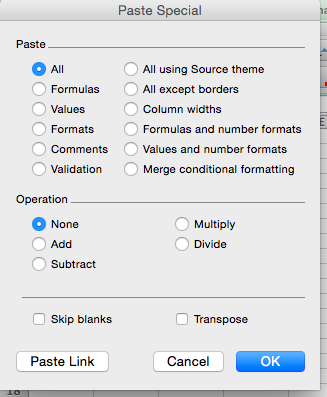 Paste Special
Paste
All
All using Source theme
Formulas
All except borders
Values
Column widths
Formats
Formulas and number formats
Comments
Values and number formats
Validation
Merge conditional formatting
Operation
None
Multiply
Add
Divide
Subtract
Skip blanks
Transpose
Paste Link
Cancel
OK
18
E